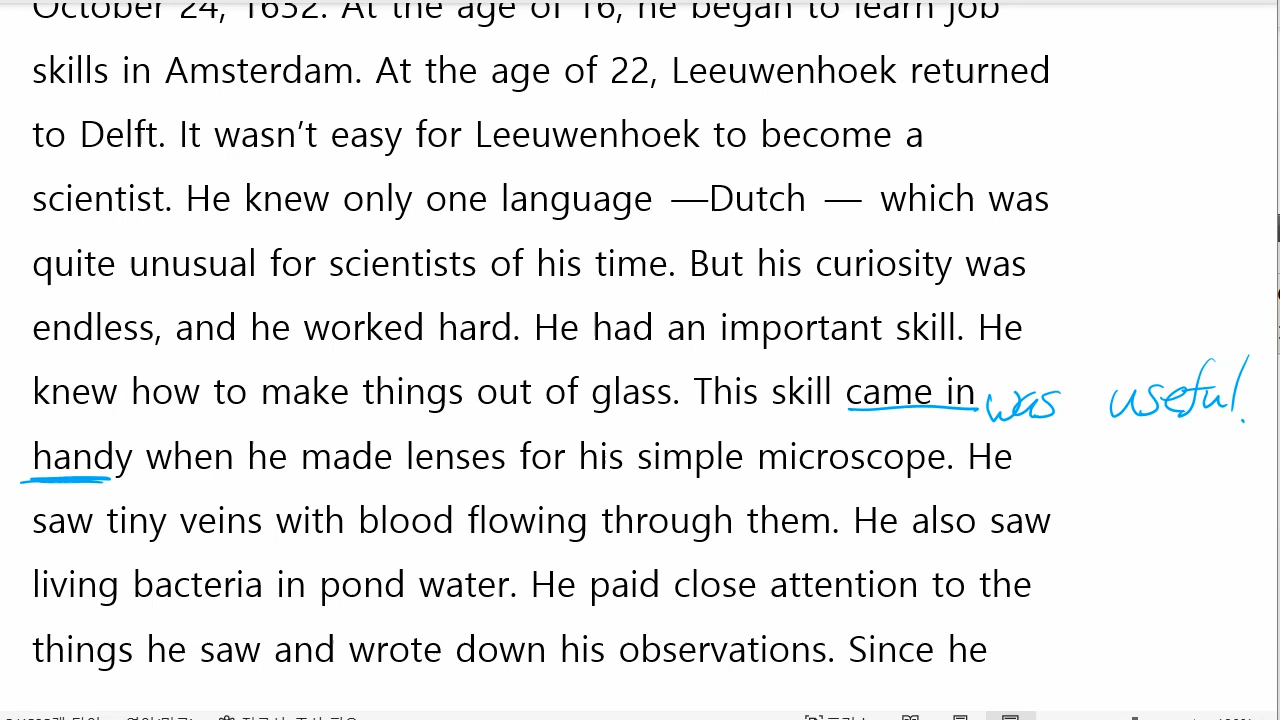 October 24, 1632. At the age of 16, he began to learn job
skills in Amsterdam. At the age of 22, Leeuwenhoek returned
to Delft. It wasn’t easy for Leeuwenhoek to become a
scientist. He knew only one language —Dutch — which was
quite unusual for scientists of his time. But his curiosity was
endless, and he worked hard. He had an important skill. He
knew how to make things out of glass. This skill came in was useful!
handy when he made lenses for his simple microscope. He
saw tiny veins with blood flowing through them. He also saw
living bacteria in pond water. He paid close attention to the
things he saw and wrote down his observations. Since he